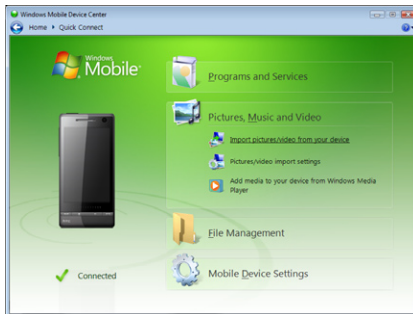 Windows Mobile Device Center
Home ▸ Quick Connect
Windows
Mobile®
Programs and Services
Pictures, Music and Video
Import pictures/video from your device
Pictures/video import settings
Add media to your device from Windows Media
Player
File Management
Mobile Device Settings
Connected